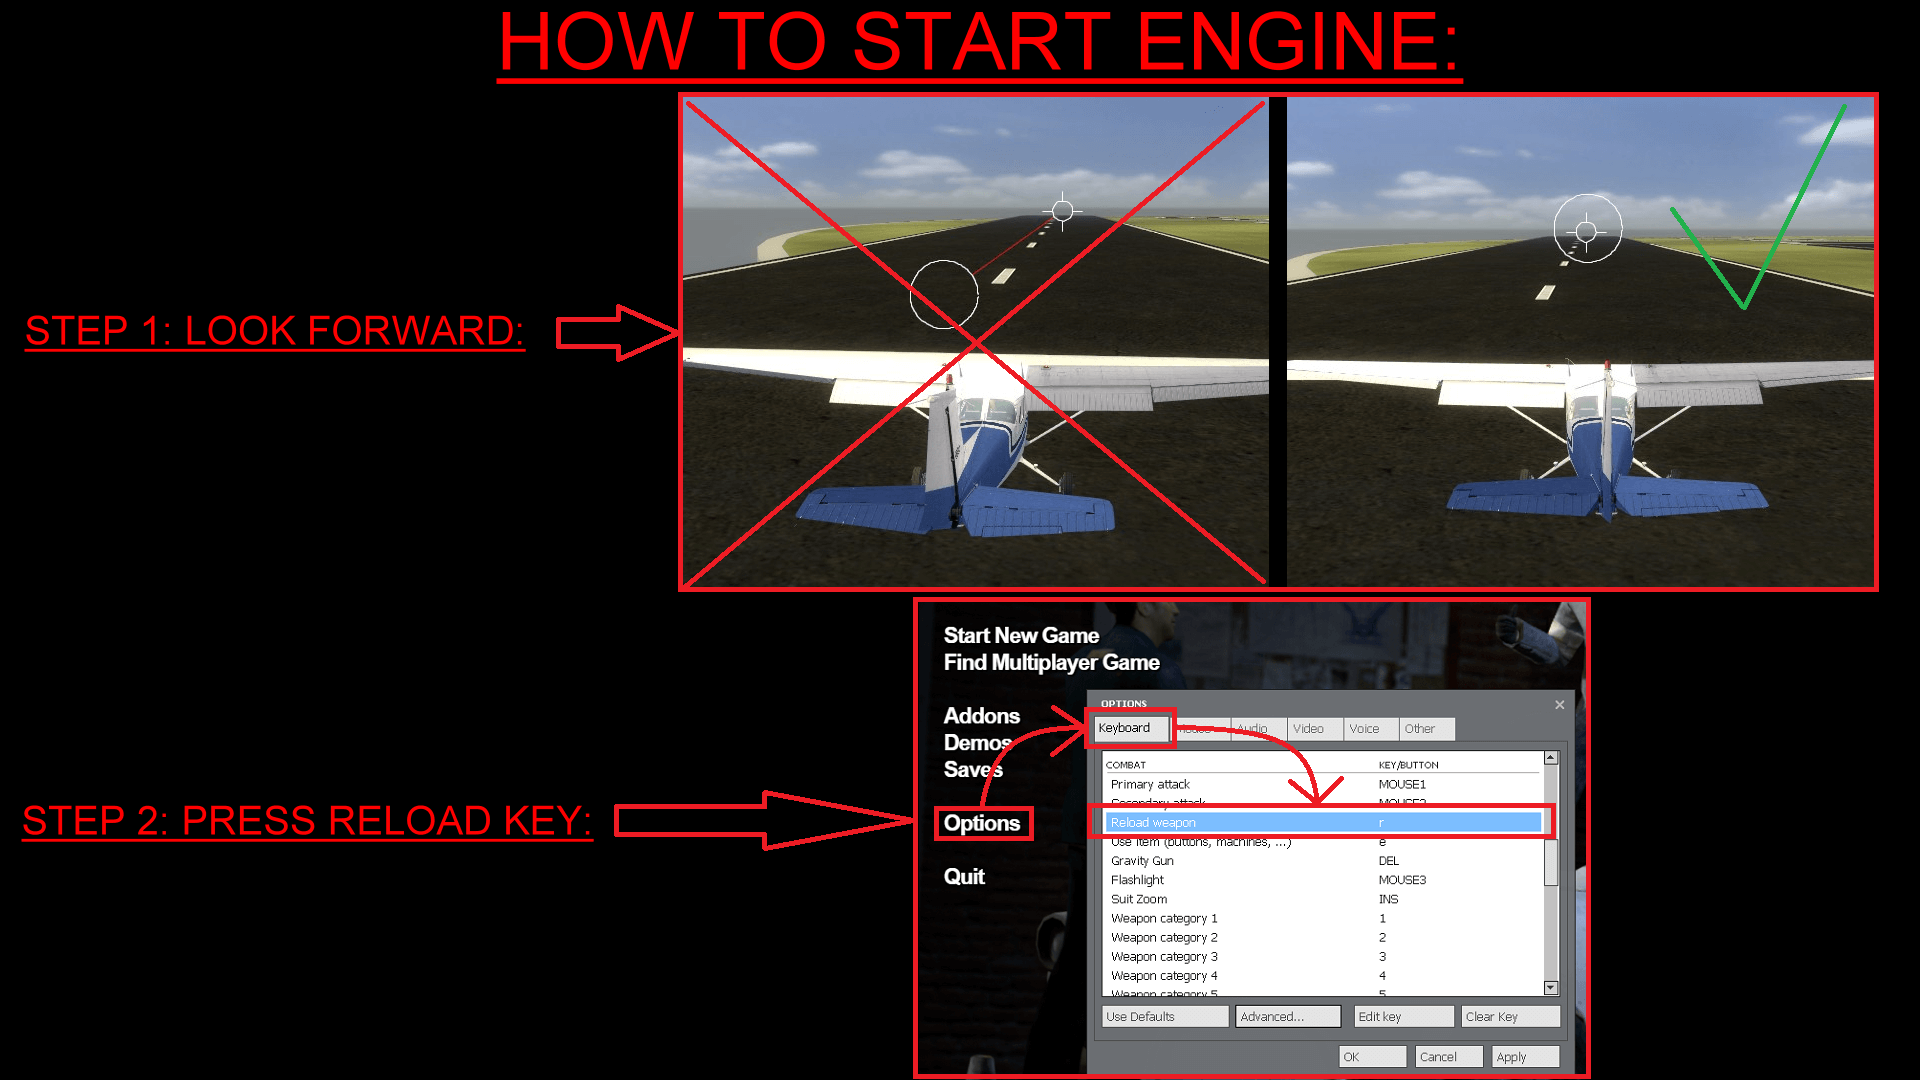 HOW TO START ENGINE:
STEP 1: LOOK FORWARD:
STEP 2: PRESS RELOAD KEY:
Start New Game
Find Multiplayer Game
Addons
Demos
Saves
Options
Quit
OPTIONS
Keyboard Mouse Audio Video Voice Other
COMBAT KEY/BUTTON
Primary attack MOUSE1
Secondary attack MOUSE2
Reload weapon r
Use item (buttons, machines, ...) e
Gravity Gun DEL
Flashlight MOUSE3
Suit Zoom INS
Weapon category 1 1
Weapon category 2 2
Weapon category 3 3
Weapon category 4 4
Weapon category 5 5
Use Defaults Advanced... Edit key Clear Key
OK Cancel Apply